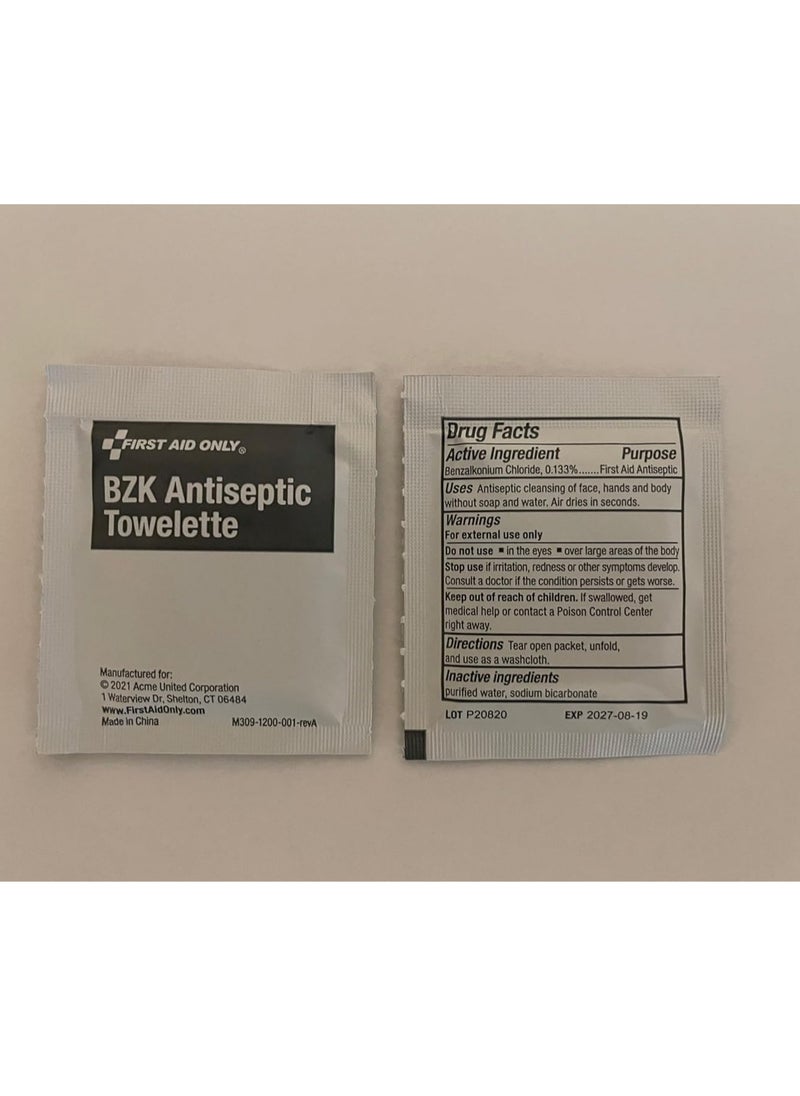 FIRST AID ONLY®
BZK Antiseptic
Towelette
Manufactured for:
© 2021 Acme United Corporation
1 Waterview Dr, Shelton, CT 06484
www.FirstAidOnly.com
Made in China M309-1200-001-revA
Drug Facts
Active Ingredient Purpose
Benzalkonium Chloride, 0.133%.......First Aid Antiseptic
Uses Antiseptic cleansing of face, hands and body
without soap and water. Air dries in seconds.
Warnings
For external use only
Do not use ■ in the eyes ■ over large areas of the body
Stop use if irritation, redness or other symptoms develop.
Consult a doctor if the condition persists or gets worse.
Keep out of reach of children. If swallowed, get
medical help or contact a Poison Control Center
right away.
Directions Tear open packet, unfold,
and use as a washcloth.
Inactive ingredients
purified water, sodium bicarbonate
LOT P20820 EXP 2027-08-19